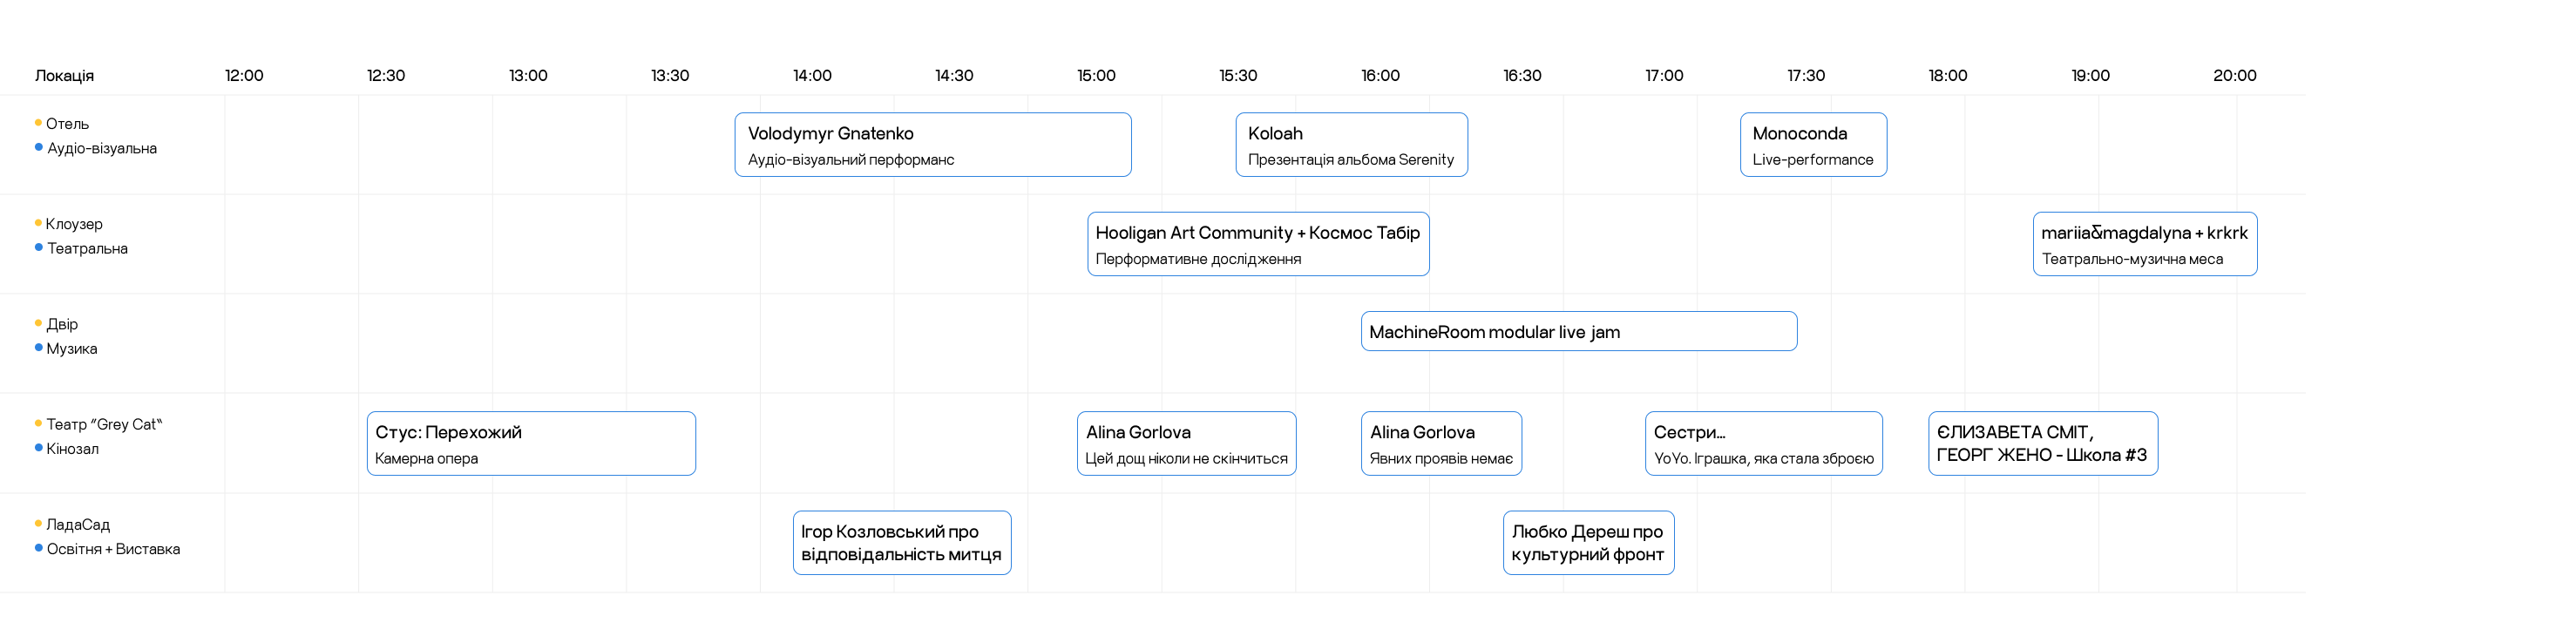 Локація 12:00 12:30 13:00 13:30 14:00 14:30 15:00 15:30 16:00 16:30 17:00 17:30 18:00 19:00 20:00
Отель
Аудіо-візуальна
Volodymyr Gnatenko
Аудіо-візуальний перформанс
Koloah
Презентація альбома Serenity
Monoconda
Live-performance
Клоузер
Театральна
Hooligan Art Community + Космос Табір
Перформативне дослідження
mariia&magdalyna + krkrk
Театрально-музична меса
Двір
Музика
MachineRoom modular live jam
Театр "Grey Cat"
Кінозал
Стус: Перехожий
Камерна опера
Alina Gorlova
Цей дощ ніколи не скінчиться
Alina Gorlova
Явних проявів немає
Сестри...
YoYo. Іграшка, яка стала зброєю
ЄЛИЗАВЕТА СМІТ,
ГЕОРГ ЖЕНО - Школа #3
ЛадаСад
Освітня + Виставка
Ігор Козловський про
відповідальність митця
Любко Дереш про
культурний фронт